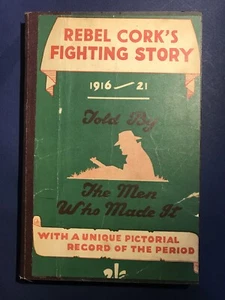 REBEL CORK'S
FIGHTING STORY
1916-21
Told By
The Men
Who Made It
WITH A UNIQUE PICTORIAL
RECORD OF THE PERIOD